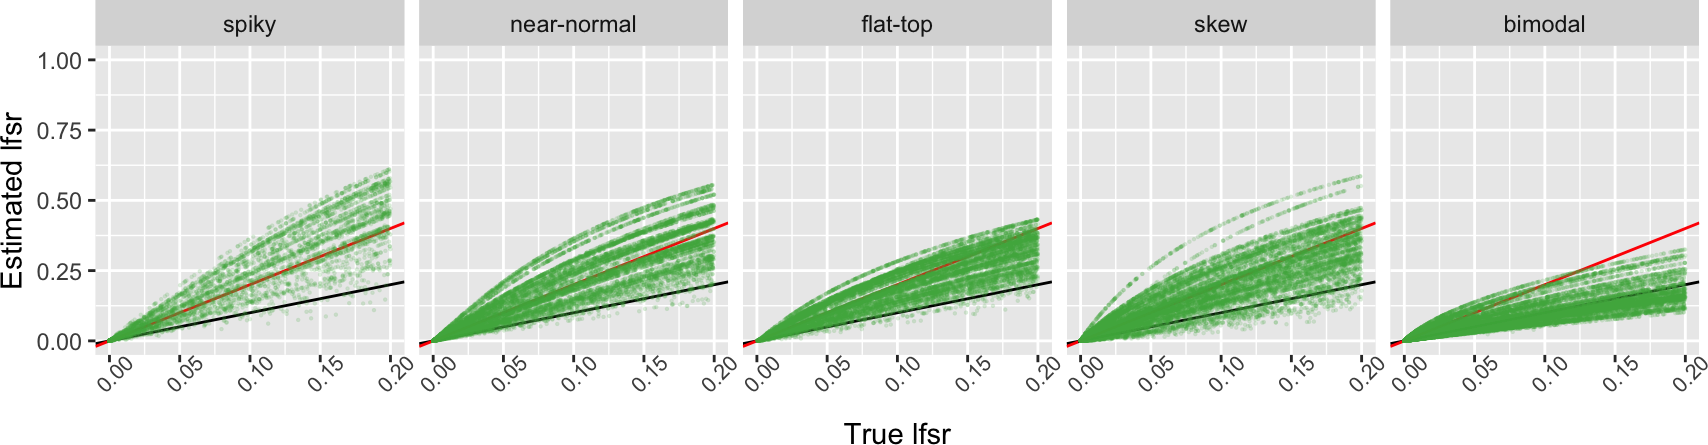 spiky near-normal flat-top skew bimodal
Estimated lfsr
1.00
0.75
0.50
0.25
0.00
0.00 0.05 0.10 0.15 0.20 0.00 0.05 0.10 0.15 0.20 0.00 0.05 0.10 0.15 0.20 0.00 0.05 0.10 0.15 0.20 0.00 0.05 0.10 0.15 0.20
True lfsr